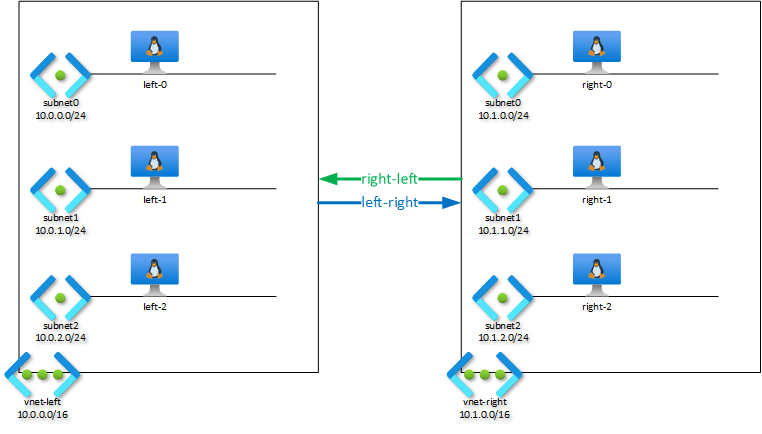 left-0
subnet0
10.0.0.0/24
left-1
subnet1
10.0.1.0/24
left-2
subnet2
10.0.2.0/24
vnet-left
10.0.0.0/16
right-left
left-right
right-0
subnet0
10.1.0.0/24
right-1
subnet1
10.1.1.0/24
right-2
subnet2
10.1.2.0/24
vnet-right
10.1.0.0/16